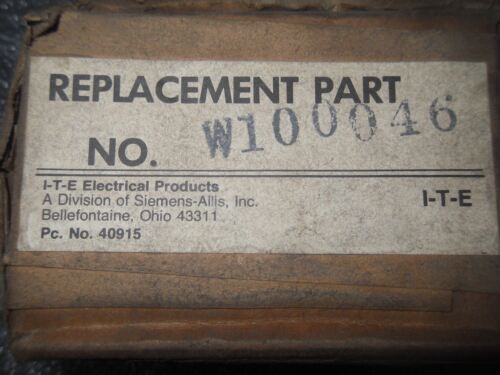 REPLACEMENT PART
NO. W100046
I-T-E Electrical Products
A Division of Siemens-Allis, Inc.
Bellefontaine, Ohio 43311
Pc. No. 40915
I-T-E